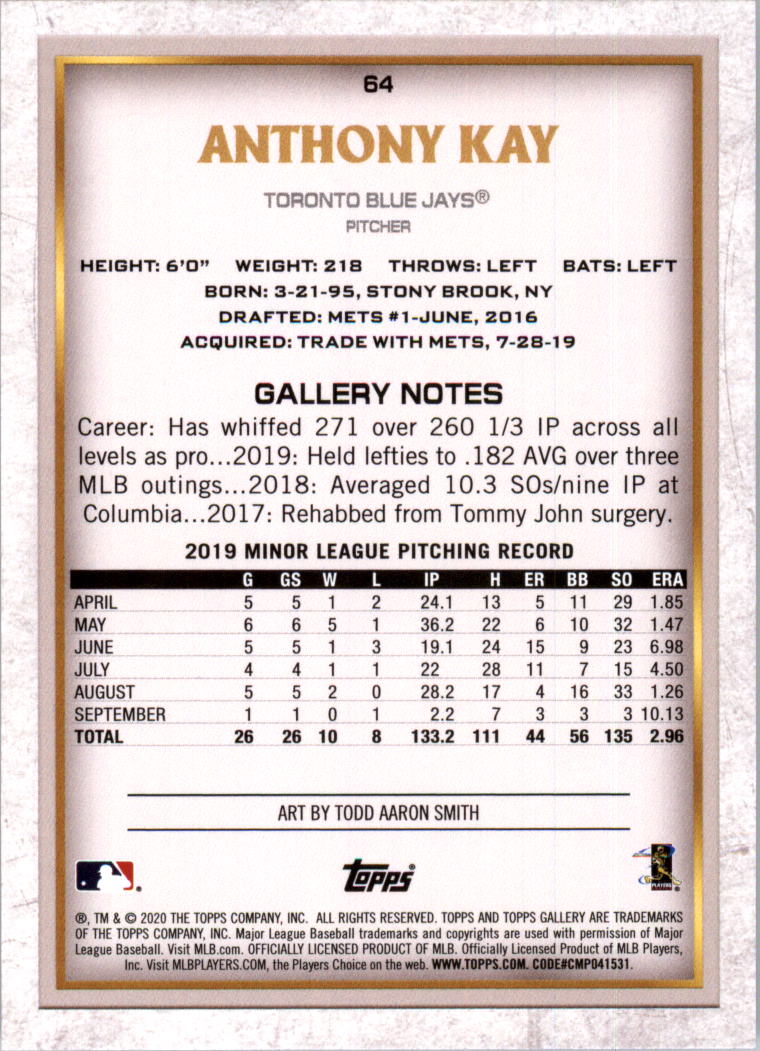 64
ANTHONY KAY
TORONTO BLUE JAYS®
PITCHER
HEIGHT: 6'0" WEIGHT: 218 THROWS: LEFT BATS: LEFT
BORN: 3-21-95, STONY BROOK, NY
DRAFTED: METS #1-JUNE, 2016
ACQUIRED: TRADE WITH METS, 7-28-19
GALLERY NOTES
Career: Has whiffed 271 over 260 1/3 IP across all
levels as pro...2019: Held lefties to .182 AVG over three
MLB outings...2018: Averaged 10.3 SOs/nine IP at
Columbia...2017: Rehabbed from Tommy John surgery.
2019 MINOR LEAGUE PITCHING RECORD
G GS W L IP H ER BB SO ERA
APRIL 5 5 1 2 24.1 13 5 11 29 1.85
MAY 6 6 5 1 36.2 22 6 10 32 1.47
JUNE 5 5 1 3 19.1 24 15 9 23 6.98
JULY 4 4 1 1 22 28 11 7 15 4.50
AUGUST 5 5 2 0 28.2 17 4 16 33 1.26
SEPTEMBER 1 1 0 1 2.2 7 3 3 3 10.13
TOTAL 26 26 10 8 133.2 111 44 56 135 2.96
ART BY TODD AARON SMITH
Topps®
PLAYERS
®, TM & © 2020 THE TOPPS COMPANY, INC. ALL RIGHTS RESERVED. TOPPS AND TOPPS GALLERY ARE TRADEMARKS
OF THE TOPPS COMPANY, INC. Major League Baseball trademarks and copyrights are used with permission of Major
League Baseball. Visit MLB.com. OFFICIALLY LICENSED PRODUCT OF MLB. Officially Licensed Product of MLB Players,
Inc. Visit MLBPLAYERS.COM, the Players Choice on the web. WWW.TOPPS.COM. CODE#CMP041531.